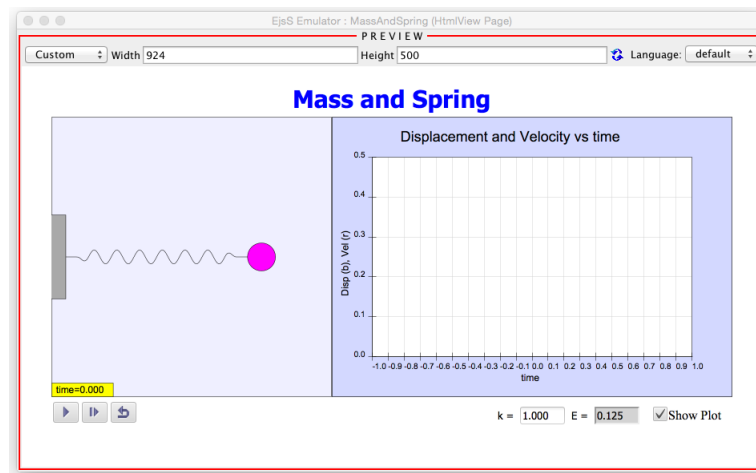 EjsS Emulator : MassAndSpring (HtmlView Page)
PREVIEW
Custom Width 924 Height 500 Language: default
Mass and Spring
Displacement and Velocity vs time
0.5
0.4
0.3
0.2
0.1
0.0
Disp (b), Vel (r)
-1.0 -0.9 -0.8 -0.7 -0.6 -0.5 -0.4 -0.3 -0.2 -0.1 0.0 0.1 0.2 0.3 0.4 0.5 0.6 0.7 0.8 0.9 1.0
time
time=0.000
k = 1.000 E = 0.125 Show Plot